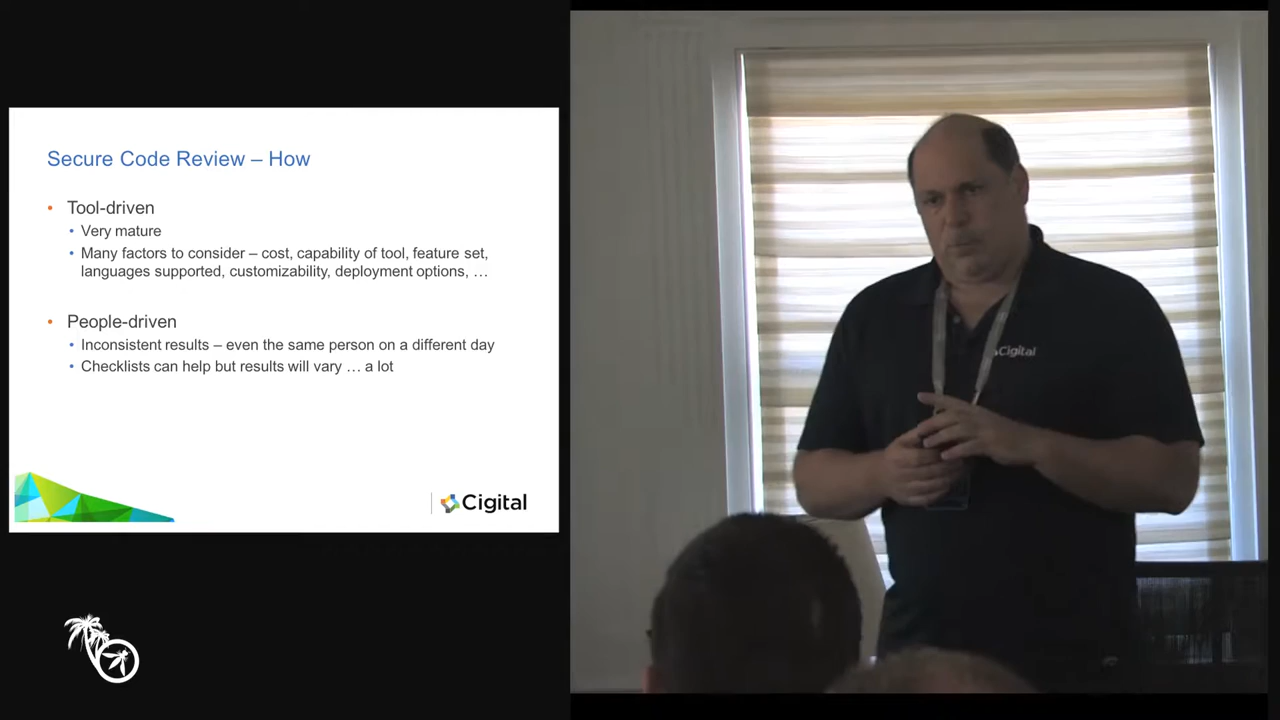 Secure Code Review – How
• Tool-driven
• Very mature
• Many factors to consider – cost, capability of tool, feature set,
languages supported, customizability, deployment options, …
• People-driven
• Inconsistent results – even the same person on a different day
• Checklists can help but results will vary … a lot
Cigital
Cigital